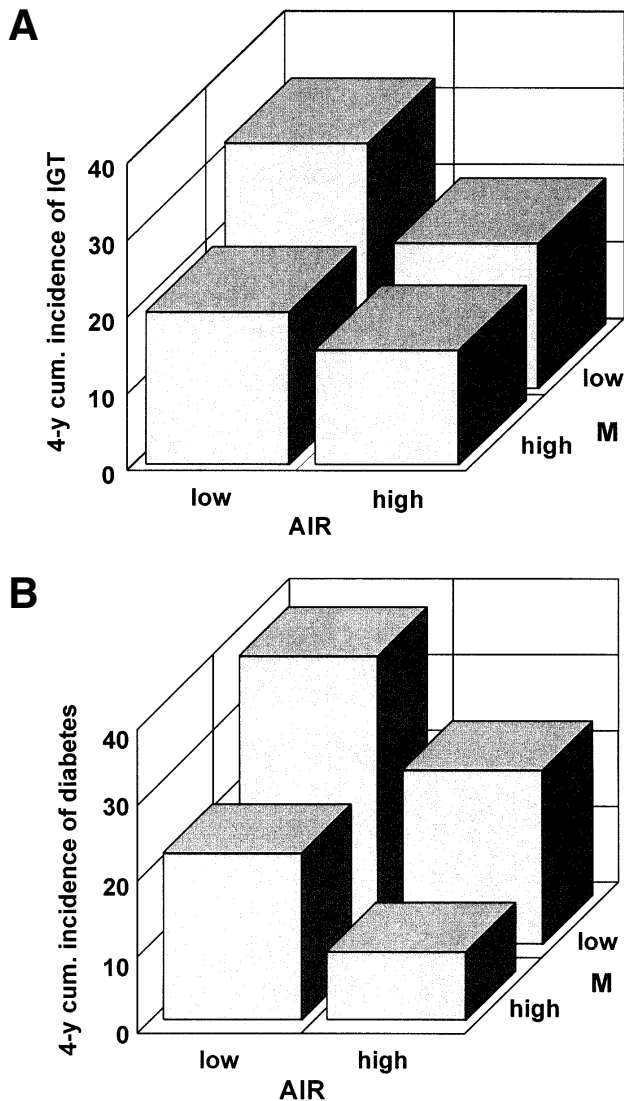 A
4-y cum. incidence of IGT
40
30
20
10
0
low
high
AIR
high
low
M
B
4-y cum. incidence of diabetes
40
30
20
10
0
low
high
AIR
high
low
M